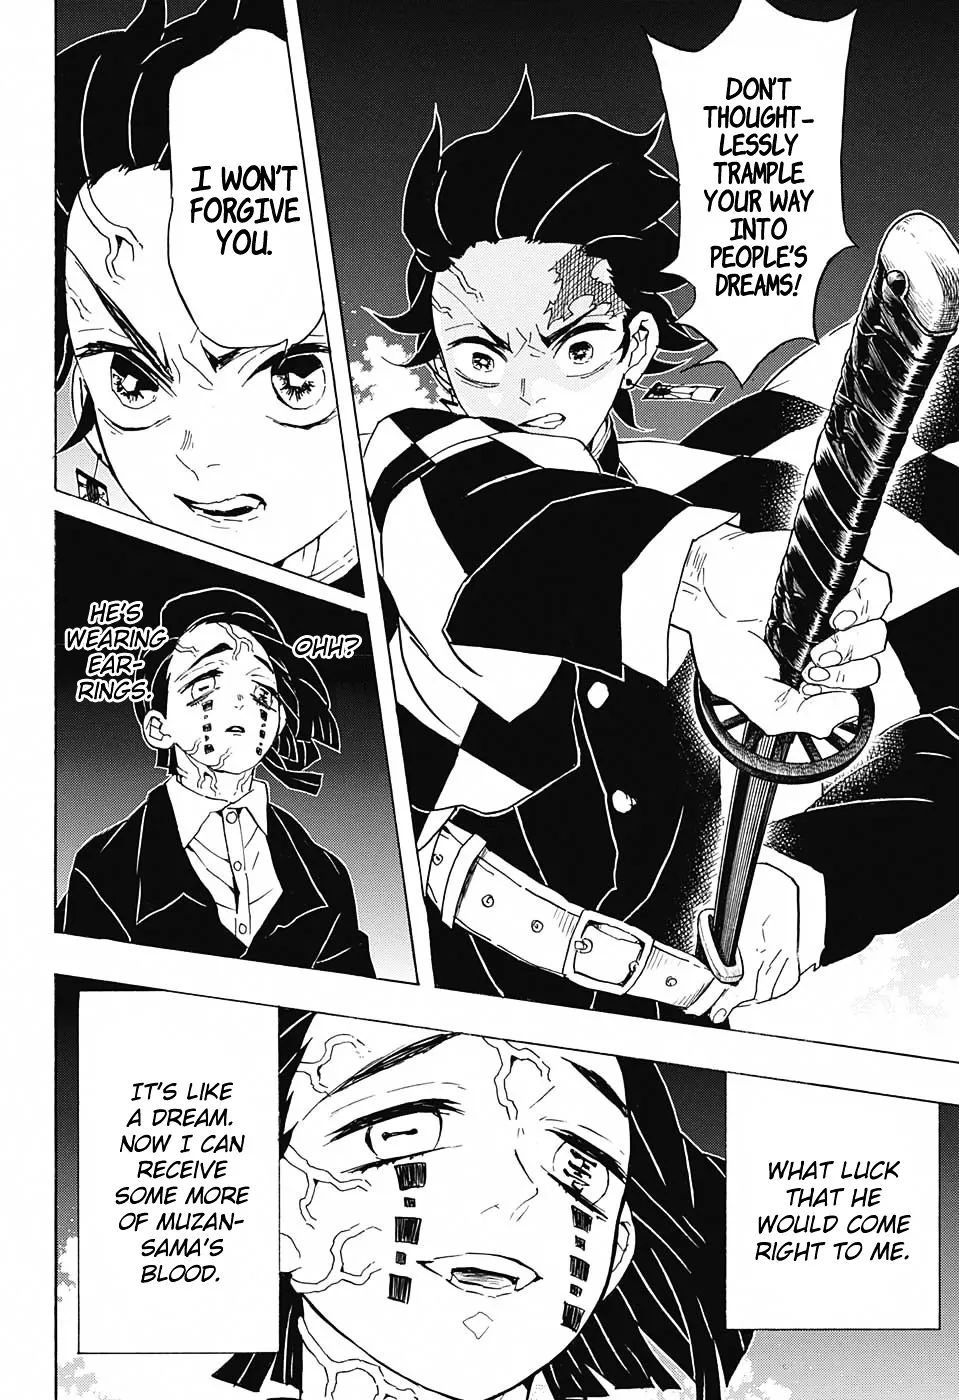 DON'T
THOUGHT-
LESSLY
TRAMPLE
YOUR WAY
INTO
PEOPLE'S
DREAMS!
I WON'T
FORGIVE
YOU.
OHH?
HE'S
WEARING
EAR-
RINGS.
WHAT LUCK
THAT HE
WOULD COME
RIGHT TO ME.
IT'S LIKE
A DREAM.
NOW I CAN
RECEIVE
SOME MORE
OF MUZAN-
SAMA'S
BLOOD.